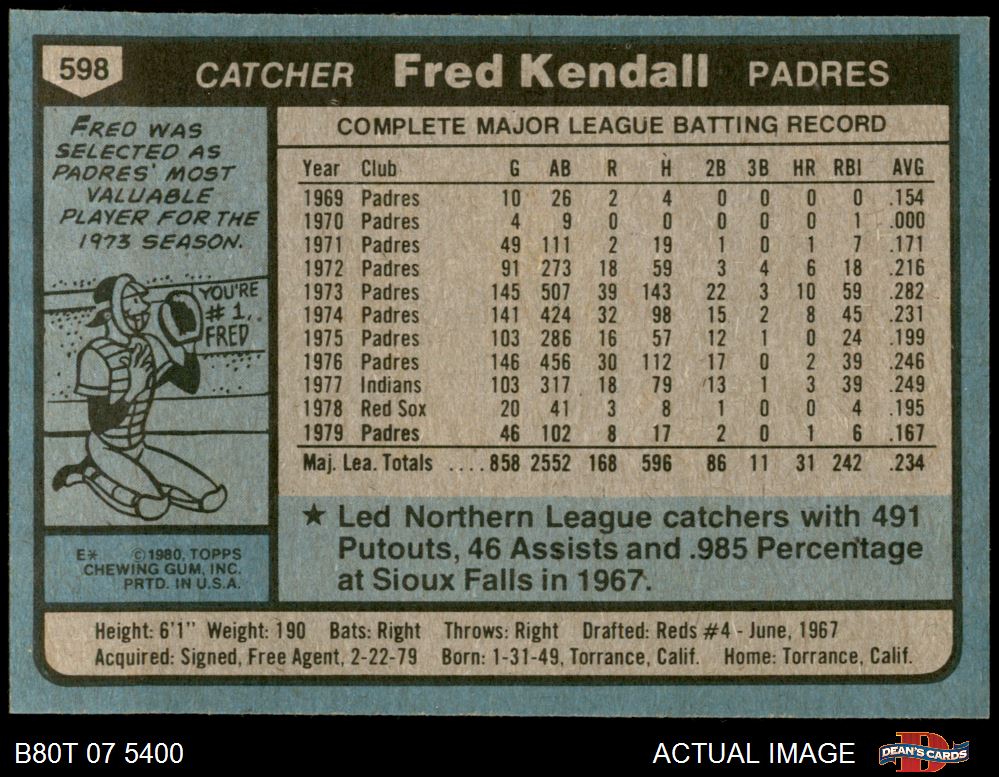 598
CATCHER Fred Kendall PADRES
FRED WAS
SELECTED AS
PADRES' MOST
VALUABLE
PLAYER FOR THE
1973 SEASON.
YOU'RE
# 1..
FRED
E* ©1980, TOPPS
CHEWING GUM, INC.
PRTD. IN U.S.A.
COMPLETE MAJOR LEAGUE BATTING RECORD
Year Club G AB R H 2B 3B HR RBI AVG
1969 Padres 10 26 2 4 0 0 0 0 .154
1970 Padres 4 9 0 0 0 0 0 1 .000
1971 Padres 49 111 2 19 1 0 1 7 .171
1972 Padres 91 273 18 59 3 4 6 18 .216
1973 Padres 145 507 39 143 22 3 10 59 .282
1974 Padres 141 424 32 98 15 2 8 45 .231
1975 Padres 103 286 16 57 12 1 0 24 .199
1976 Padres 146 456 30 112 17 0 2 39 .246
1977 Indians 103 317 18 79 13 1 3 39 .249
1978 Red Sox 20 41 3 8 1 0 0 4 .195
1979 Padres 46 102 8 17 2 0 1 6 .167
Maj. Lea. Totals ....858 2552 168 596 86 11 31 242 .234
★ Led Northern League catchers with 491
Putouts, 46 Assists and .985 Percentage
at Sioux Falls in 1967.
Height: 6'1" Weight: 190 Bats: Right Throws: Right Drafted: Reds #4 - June, 1967
Acquired: Signed, Free Agent, 2-22-79 Born: 1-31-49, Torrance, Calif. Home: Torrance, Calif.
B80T 07 5400 ACTUAL IMAGE DEAN'S CARDS